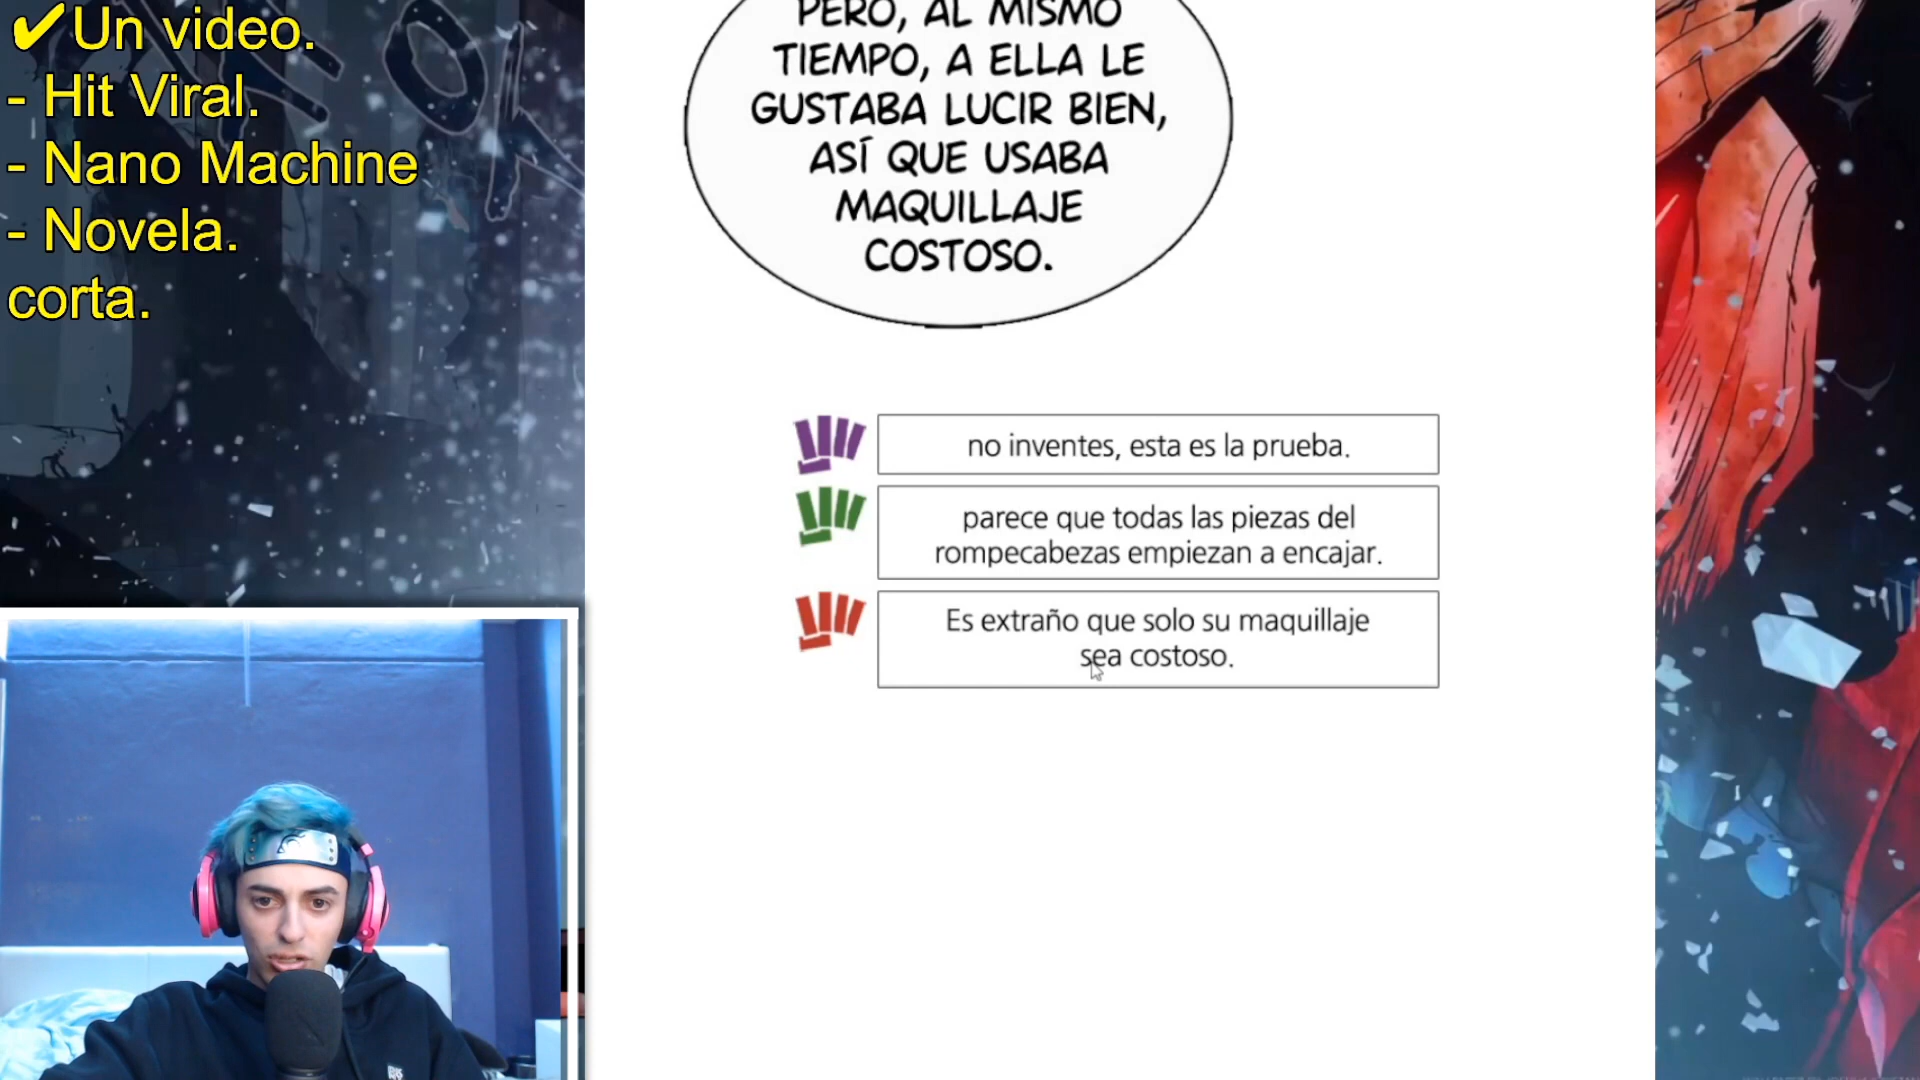 ✔Un video.
- Hit Viral.
- Nano Machine
- Novela.
corta.
PERO, AL MISMO
TIEMPO, A ELLA LE
GUSTABA LUCIR BIEN,
ASÍ QUE USABA
MAQUILLAJE
COSTOSO.
no inventes, esta es la prueba.
parece que todas las piezas del
rompecabezas empiezan a encajar.
Es extraño que solo su maquillaje
sea costoso.